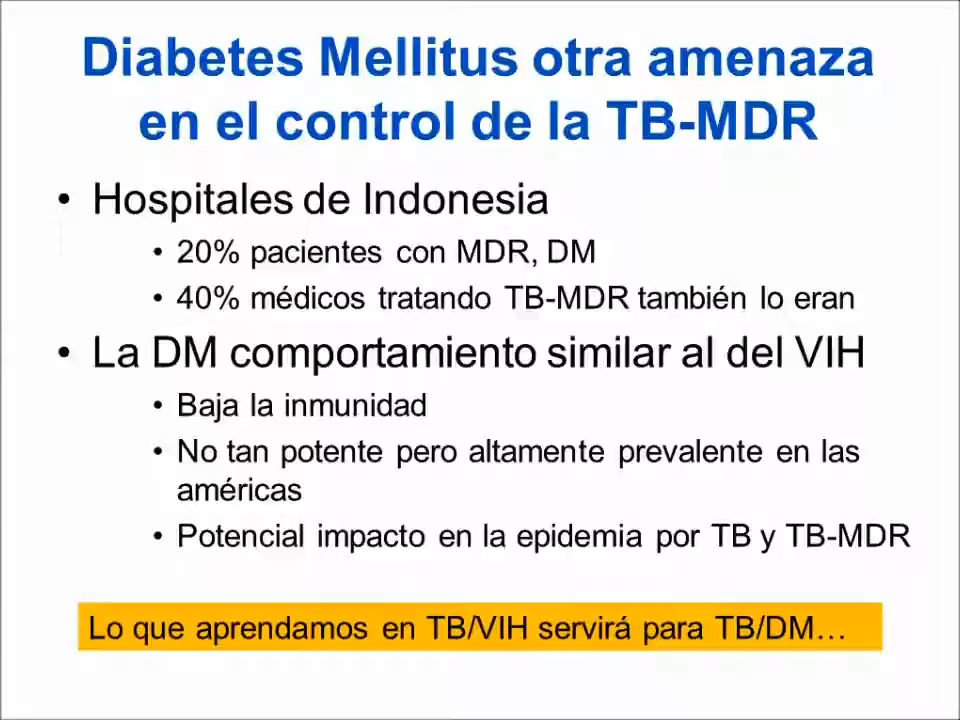 Diabetes Mellitus otra amenaza
en el control de la TB-MDR
• Hospitales de Indonesia
• 20% pacientes con MDR, DM
• 40% médicos tratando TB-MDR también lo eran
• La DM comportamiento similar al del VIH
• Baja la inmunidad
• No tan potente pero altamente prevalente en las
américas
• Potencial impacto en la epidemia por TB y TB-MDR
Lo que aprendamos en TB/VIH servirá para TB/DM…